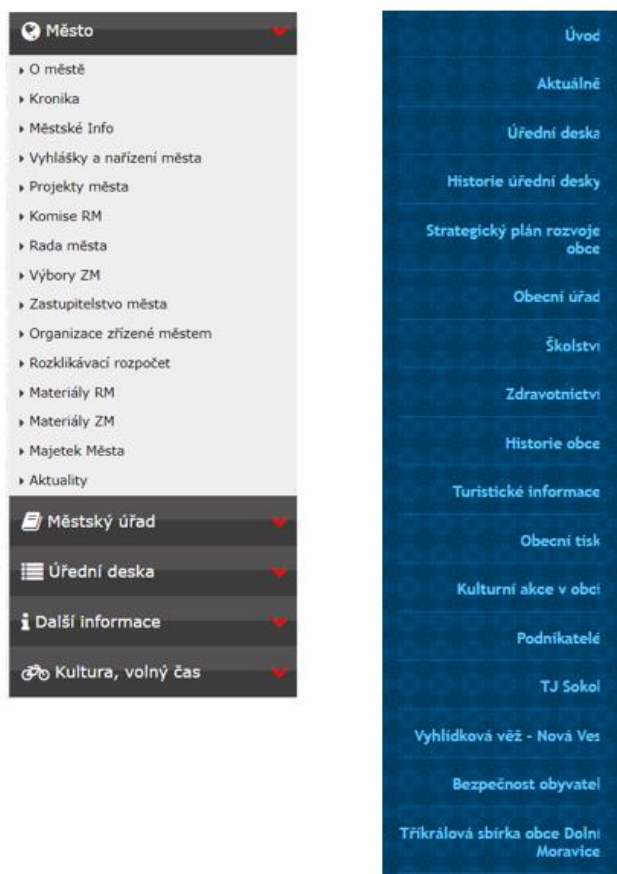 Město
O městě
Kronika
Městské Info
Vyhlášky a nařízení města
Projekty města
Komise RM
Rada města
Výbory ZM
Zastupitelstvo města
Organizace zřízené městem
Rozklikávací rozpočet
Materiály RM
Materiály ZM
Majetek Města
Aktuality
Městský úřad
Úřední deska
Další informace
Kultura, volný čas
Úvod
Aktuálně
Úřední deska
Historie úřední desky
Strategický plán rozvoje
obce
Obecní úřad
Školství
Zdravotnictví
Historie obce
Turistické informace
Obecní tisk
Kulturní akce v obci
Podnikatelé
TJ Sokol
Vyhlídková věž - Nová Ves
Bezpečnost obyvatel
Tříkrálová sbírka obce Dolní
Moravice